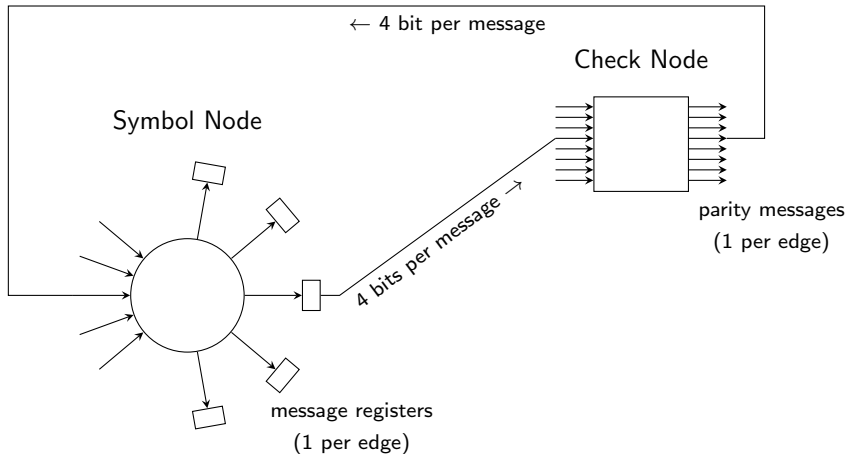 ← 4 bit per message
Check Node
Symbol Node
4 bits per message →
parity messages
(1 per edge)
message registers
(1 per edge)